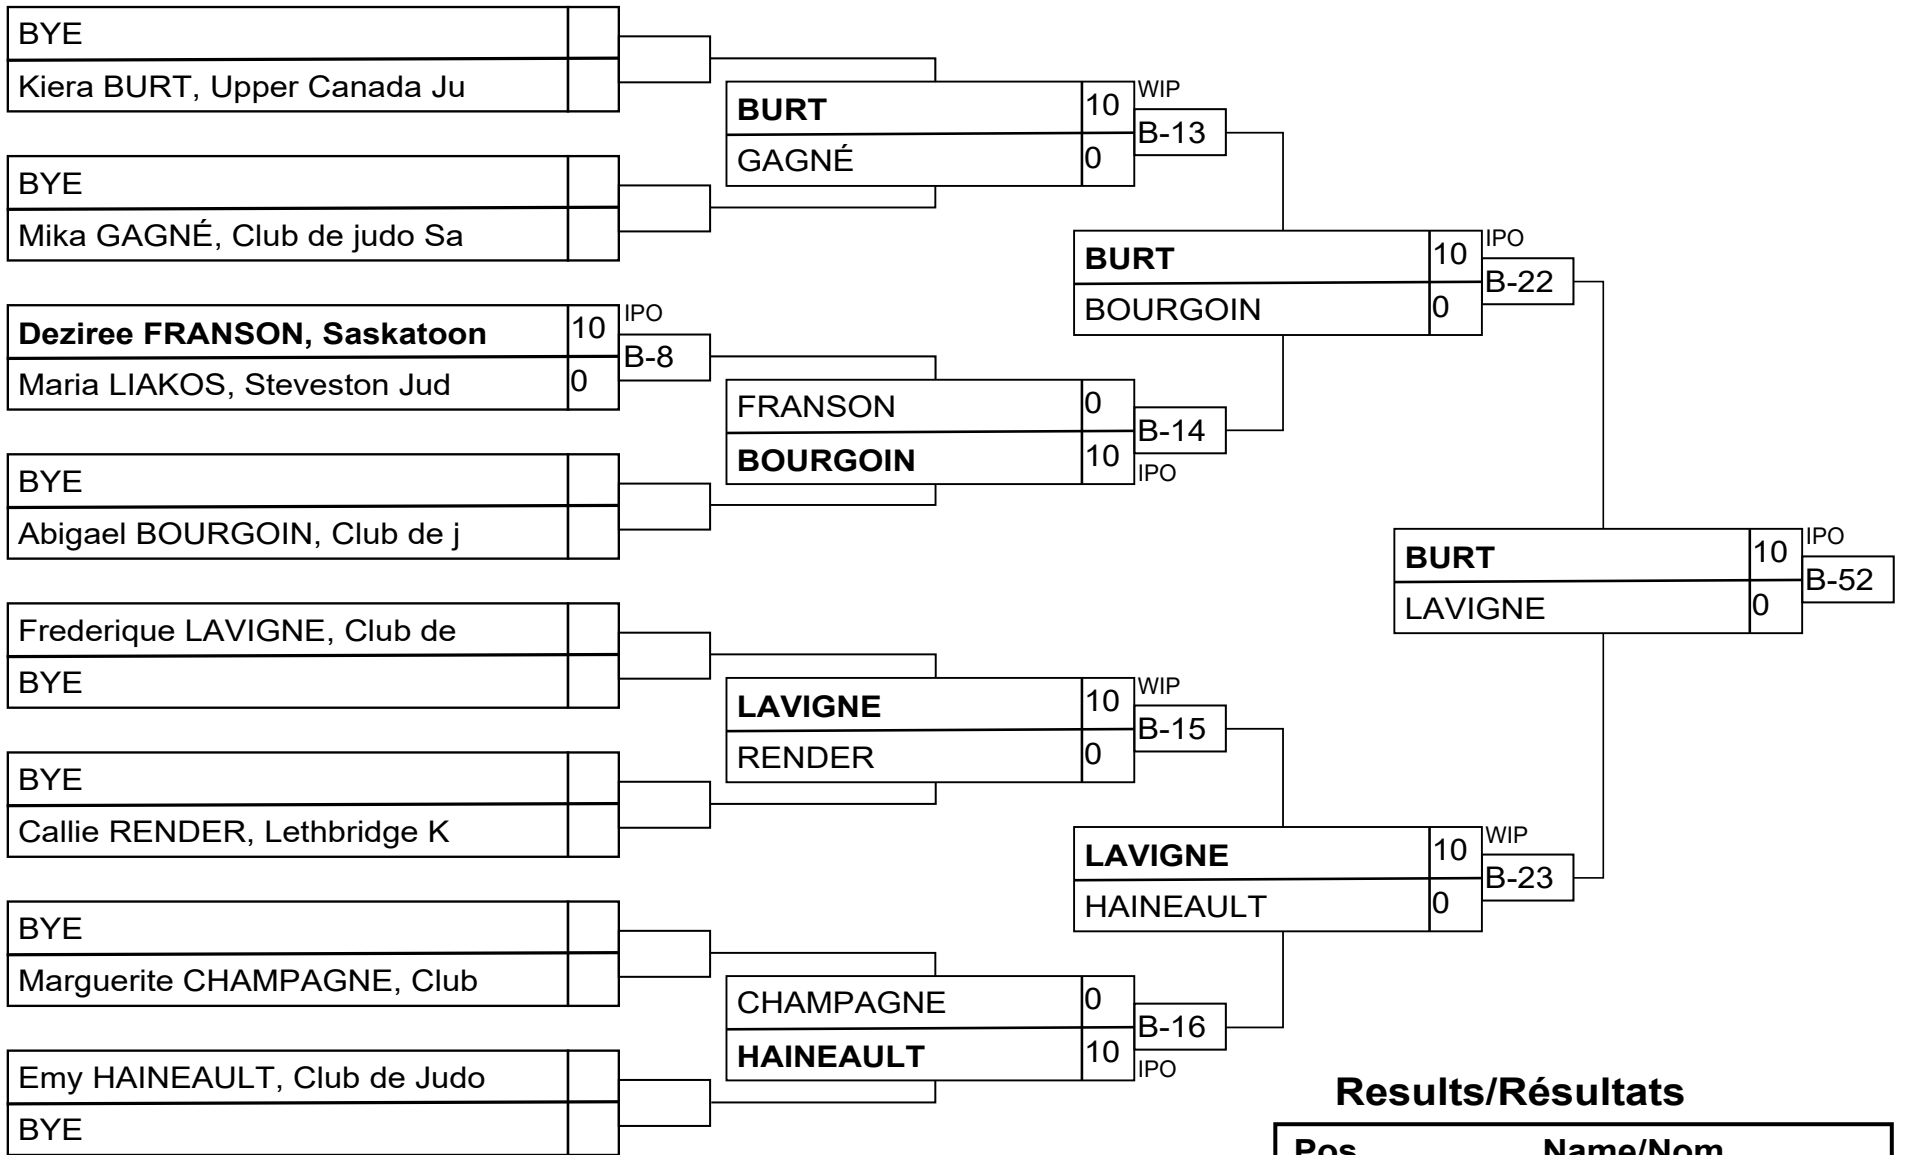 BYE
Kiera BURT, Upper Canada Ju
BYE
Mika GAGNÉ, Club de judo Sa
Deziree FRANSON, Saskatoon 10 IPO
Maria LIAKOS, Steveston Jud 0 B-8
BYE
Abigael BOURGOIN, Club de j
Frederique LAVIGNE, Club de
BYE
BYE
Callie RENDER, Lethbridge K
BYE
Marguerite CHAMPAGNE, Club
Emy HAINEAULT, Club de Judo
BYE
BURT 10 WIP
GAGNÉ 0 B-13
FRANSON 0 B-14
BOURGOIN 10 IPO
LAVIGNE 10 WIP
RENDER 0 B-15
CHAMPAGNE 0 B-16
HAINEAULT 10 IPO
BURT 10 IPO
BOURGOIN 0 B-22
LAVIGNE 10 WIP
HAINEAULT 0 B-23
BURT 10 IPO
LAVIGNE 0 B-52
Results/Résultats
Pos Name/Nom